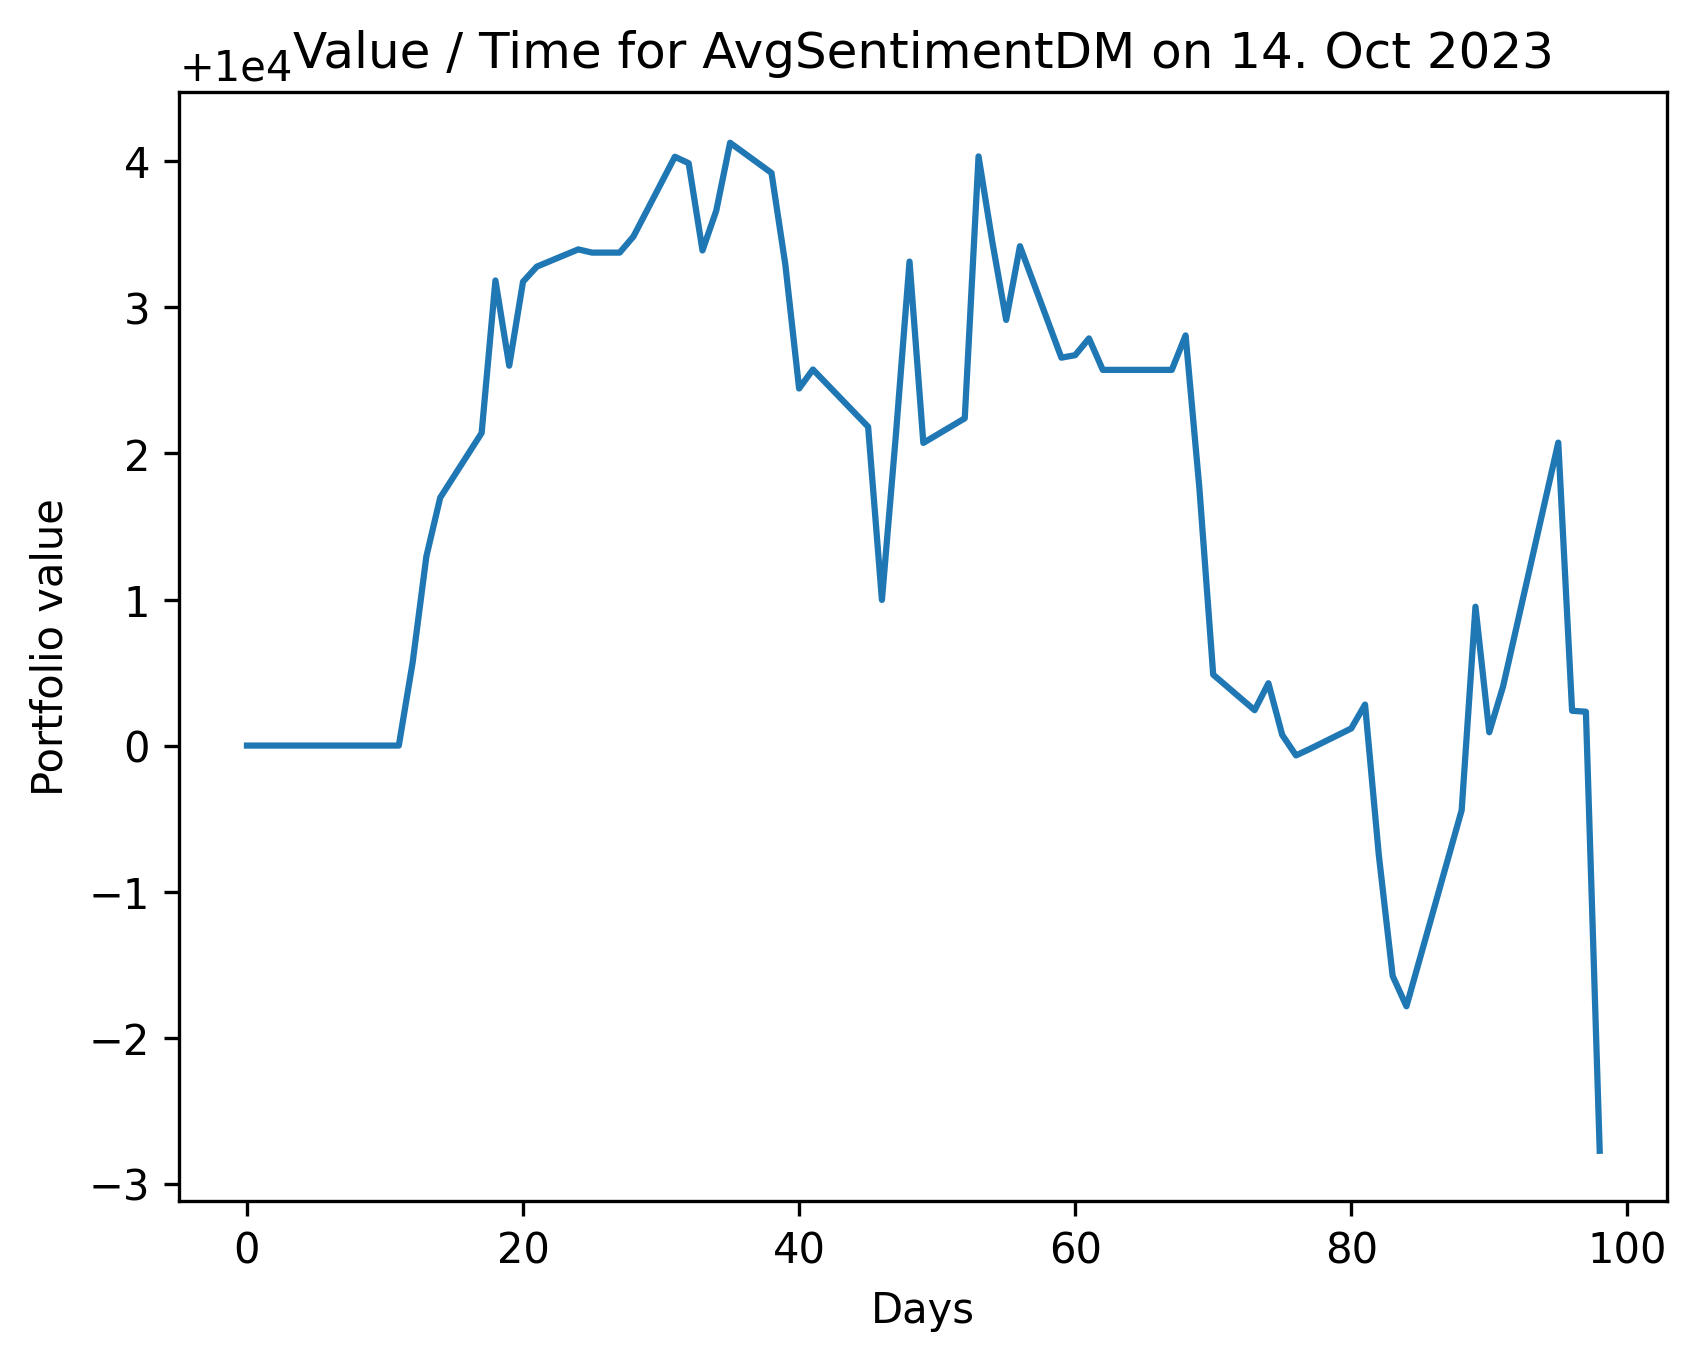 Value / Time for AvgSentimentDM on 14. Oct 2023
+1e4
4
3
2
1
0
−1
−2
−3
Portfolio value
0 20 40 60 80 100
Days